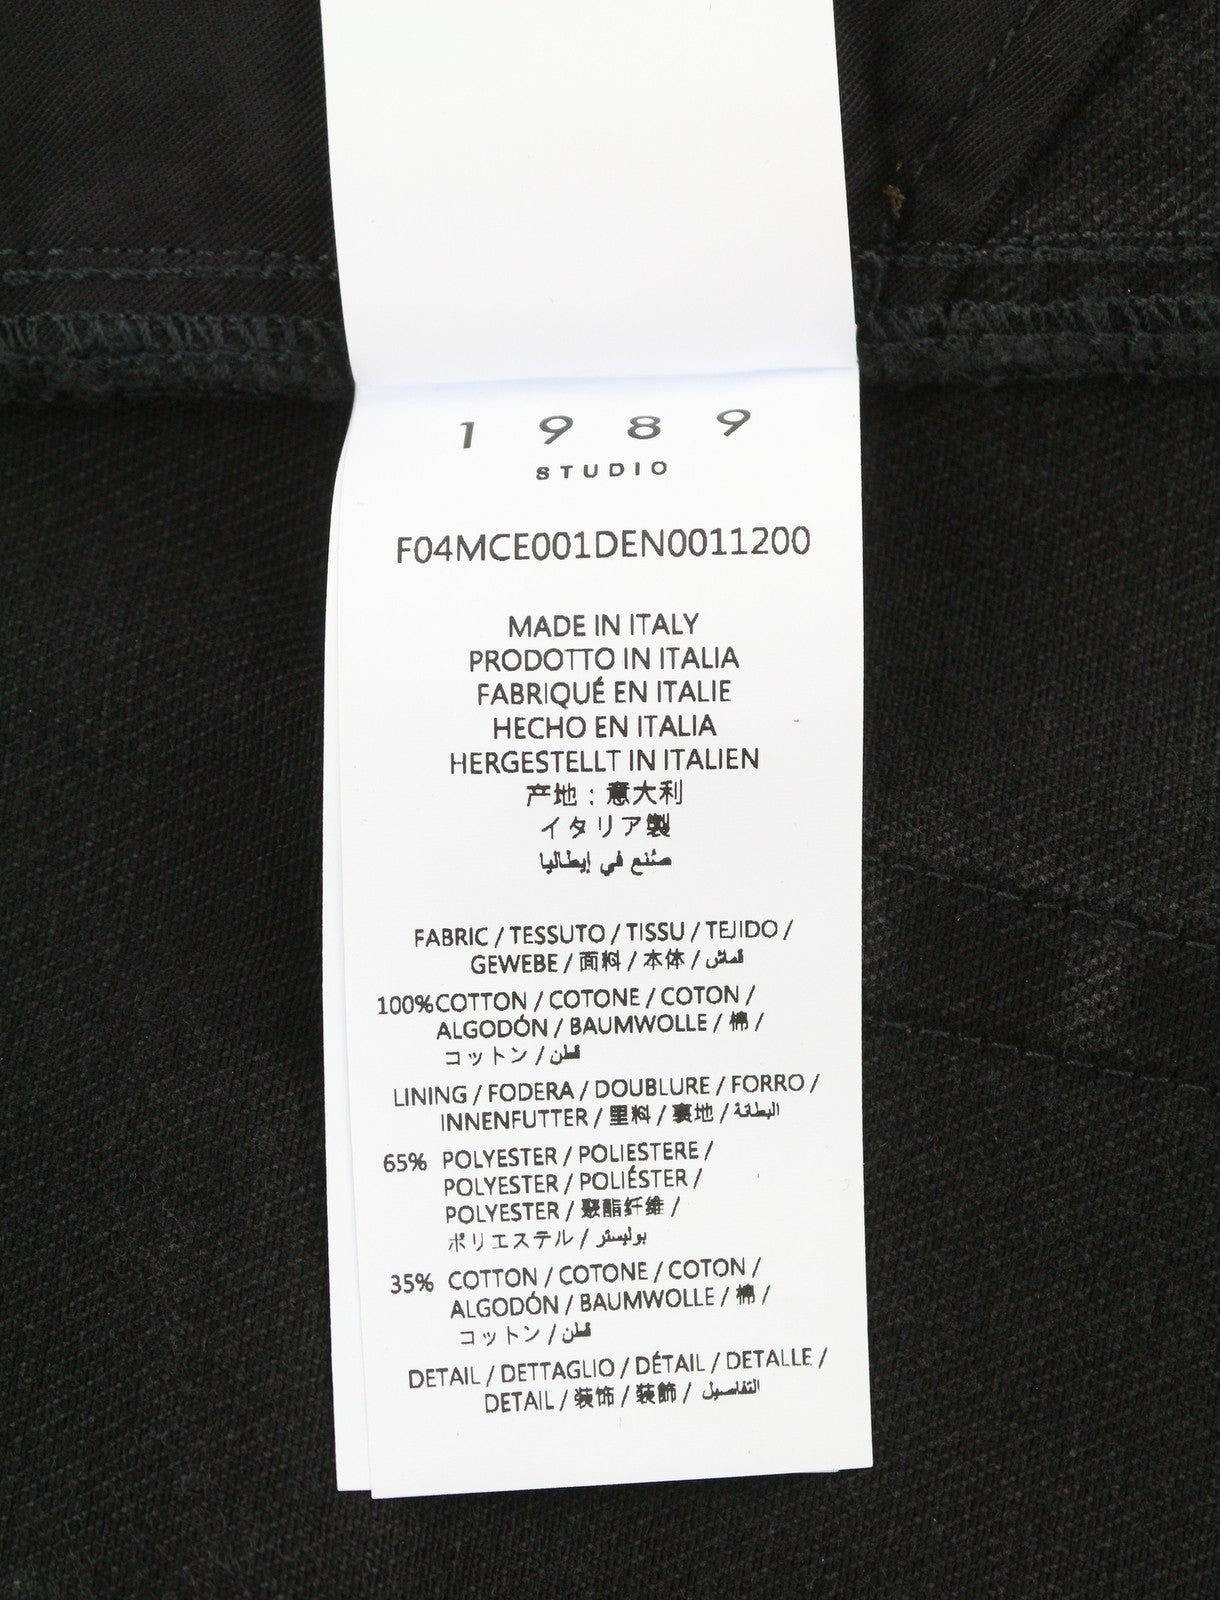 1989
STUDIO
F04MCE001DEN0011200
MADE IN ITALY
PRODOTTO IN ITALIA
FABRIQUÉ EN ITALIE
HECHO EN ITALIA
HERGESTELLT IN ITALIEN
产地：意大利
イタリア製
صُنع في إيطاليا
FABRIC / TESSUTO / TISSU / TEJIDO /
GEWEBE / 面料 / 本体 / قماش
100% COTTON / COTONE / COTON /
ALGODÓN / BAUMWOLLE / 棉 /
コットン / قطن
LINING / FODERA / DOUBLURE / FORRO /
INNENFUTTER / 里料 / 裏地 / البطانة
65% POLYESTER / POLIESTERE /
POLYESTER / POLIÉSTER /
POLYESTER / 聚酯纤维 /
ポリエステル / بوليستر
35% COTTON / COTONE / COTON /
ALGODÓN / BAUMWOLLE / 棉 /
コットン / قطن
DETAIL / DETTAGLIO / DÉTAIL / DETALLE /
DETAIL / 装饰 / 装飾 / التفاصيل